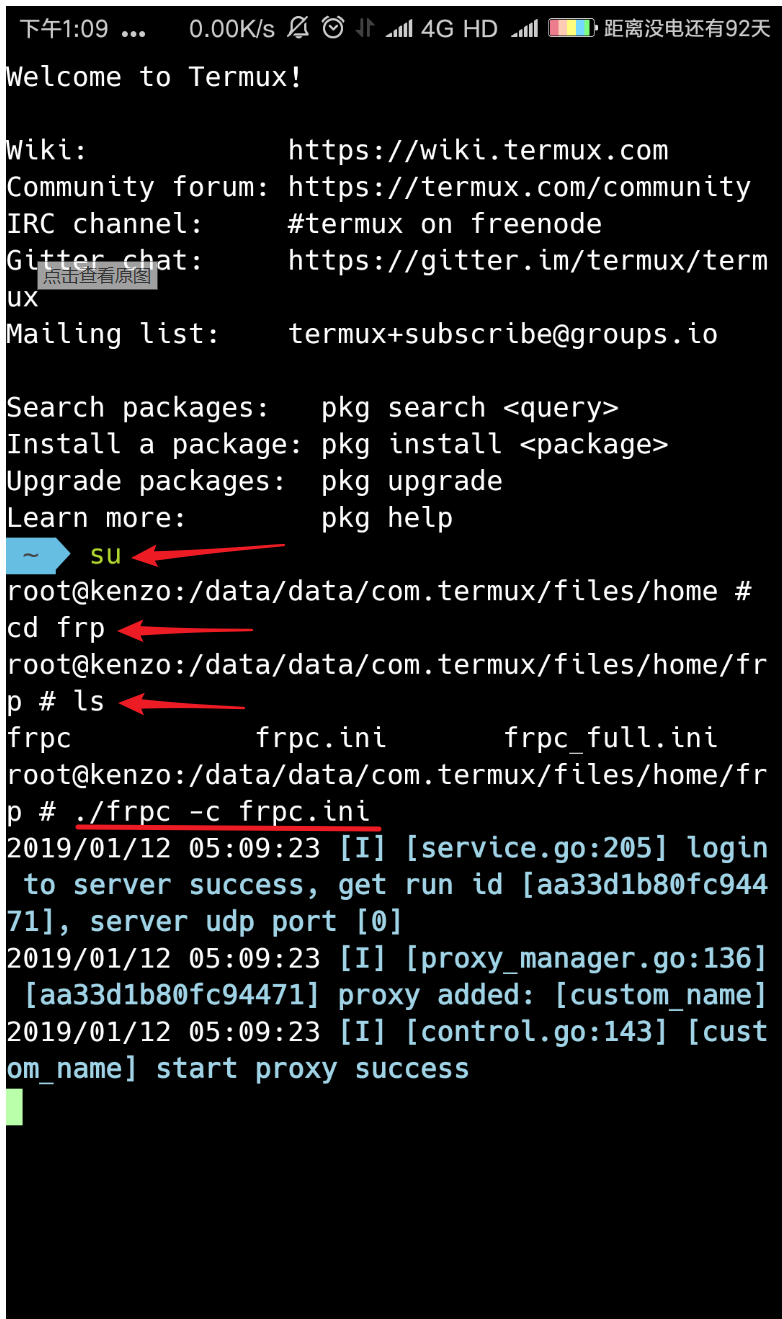 下午1:09 ... 0.00K/s 4G HD 距离没电还有92天
Welcome to Termux!
Wiki: https://wiki.termux.com
Community forum: https://termux.com/community
IRC channel: #termux on freenode
Gitter chat: https://gitter.im/termux/term
点击查看原图
ux
Mailing list: termux+subscribe@groups.io
Search packages: pkg search <query>
Install a package: pkg install <package>
Upgrade packages: pkg upgrade
Learn more: pkg help
~ su
root@kenzo:/data/data/com.termux/files/home #
cd frp
root@kenzo:/data/data/com.termux/files/home/fr
p # ls
frpc frpc.ini frpc_full.ini
root@kenzo:/data/data/com.termux/files/home/fr
p # ./frpc -c frpc.ini
2019/01/12 05:09:23 [I] [service.go:205] login
to server success, get run id [aa33d1b80fc944
71], server udp port [0]
2019/01/12 05:09:23 [I] [proxy_manager.go:136]
[aa33d1b80fc94471] proxy added: [custom_name]
2019/01/12 05:09:23 [I] [control.go:143] [cust
om_name] start proxy success